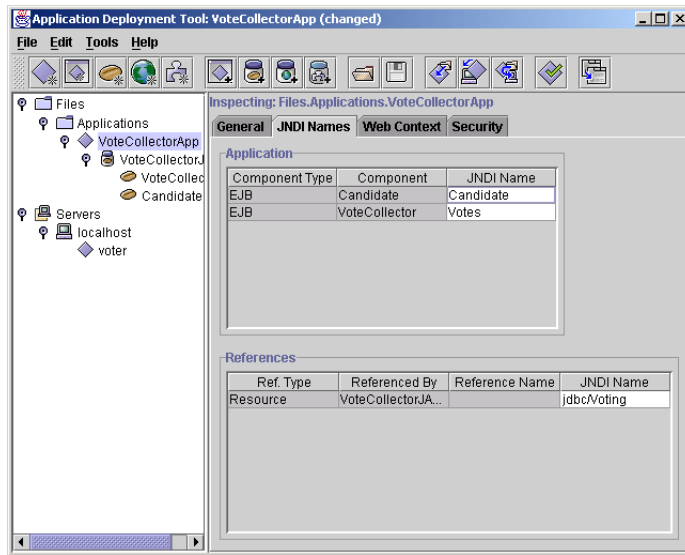 Application Deployment Tool: VoteCollectorApp (changed)
File Edit Tools Help
Files
Applications
VoteCollectorApp
VoteCollectorJ
VoteCollec
Candidate
Servers
localhost
voter
Inspecting: Files.Applications.VoteCollectorApp
General JNDI Names Web Context Security
Application
Component Type Component JNDI Name
EJB Candidate Candidate
EJB VoteCollector Votes
References
Ref. Type Referenced By Reference Name JNDI Name
Resource VoteCollectorJA... jdbc/Voting